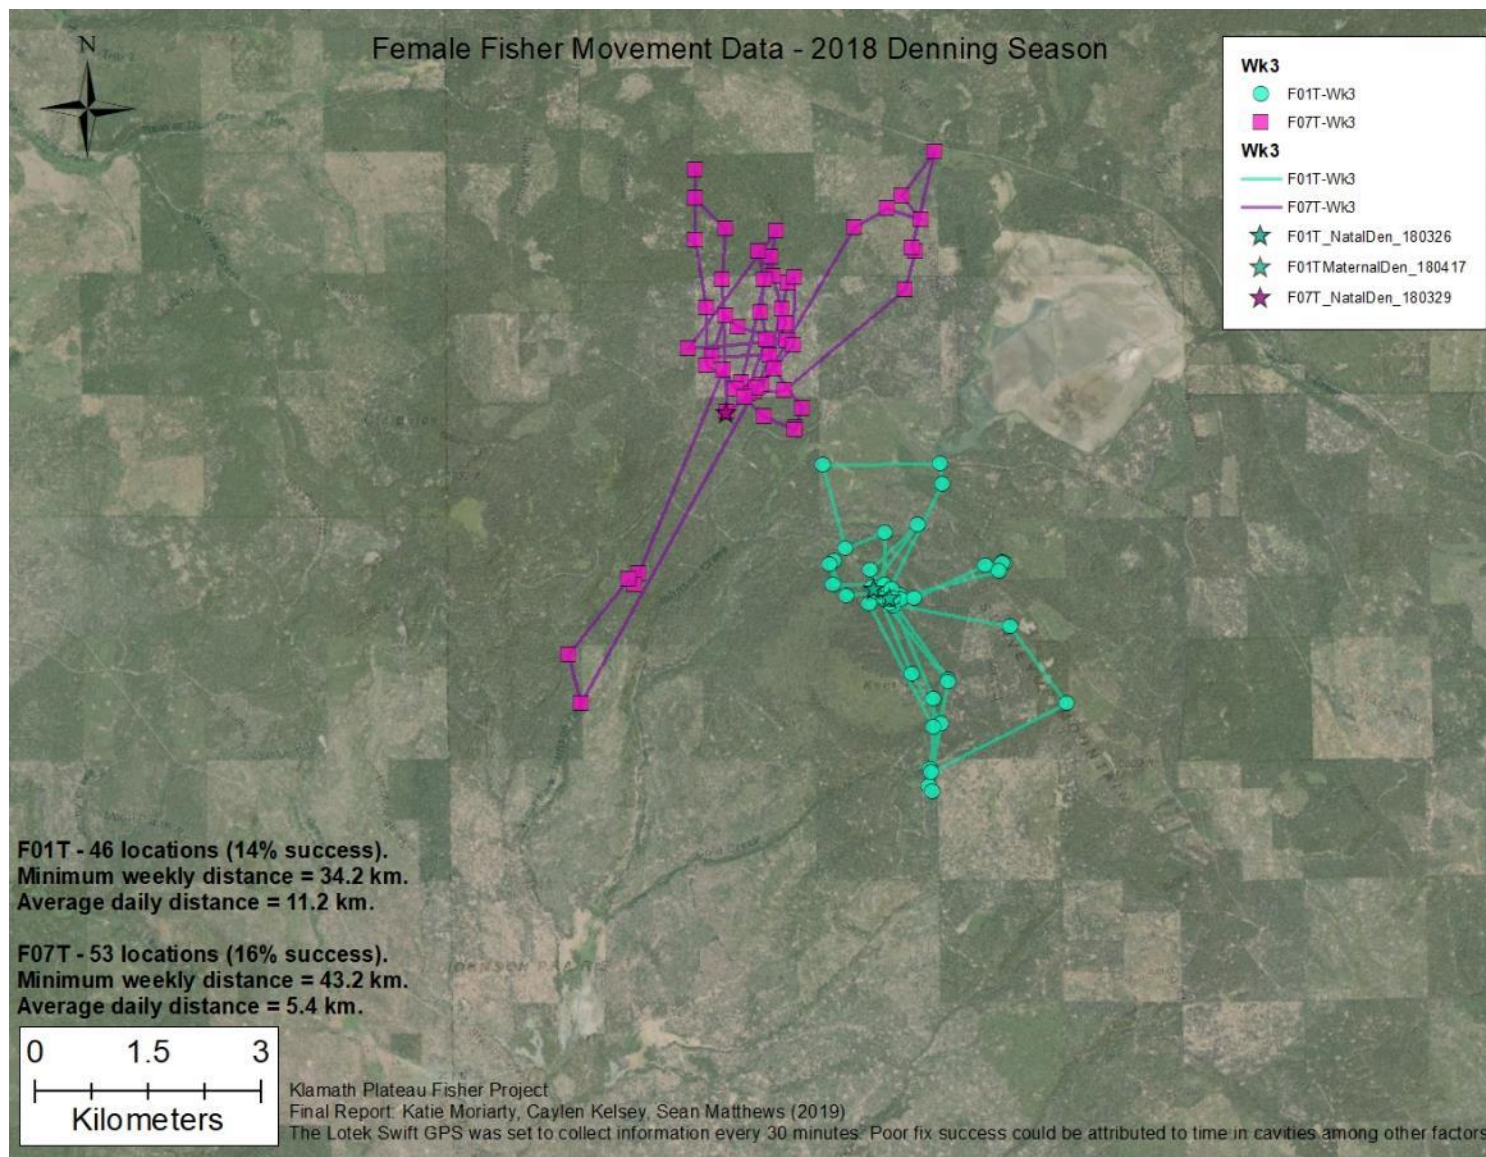 N
Female Fisher Movement Data - 2018 Denning Season
Wk3
F01T-Wk3
F07T-Wk3
Wk3
F01T-Wk3
F07T-Wk3
F01T_NatalDen_180326
F01TMaternalDen_180417
F07T_NatalDen_180329
F01T - 46 locations (14% success).
Minimum weekly distance = 34.2 km.
Average daily distance = 11.2 km.
F07T - 53 locations (16% success).
Minimum weekly distance = 43.2 km.
Average daily distance = 5.4 km.
0 1.5 3
Kilometers
Klamath Plateau Fisher Project
Final Report: Katie Moriarty, Caylen Kelsey, Sean Matthews (2019)
The Lotek Swift GPS was set to collect information every 30 minutes. Poor fix success could be attributed to time in cavities among other factors